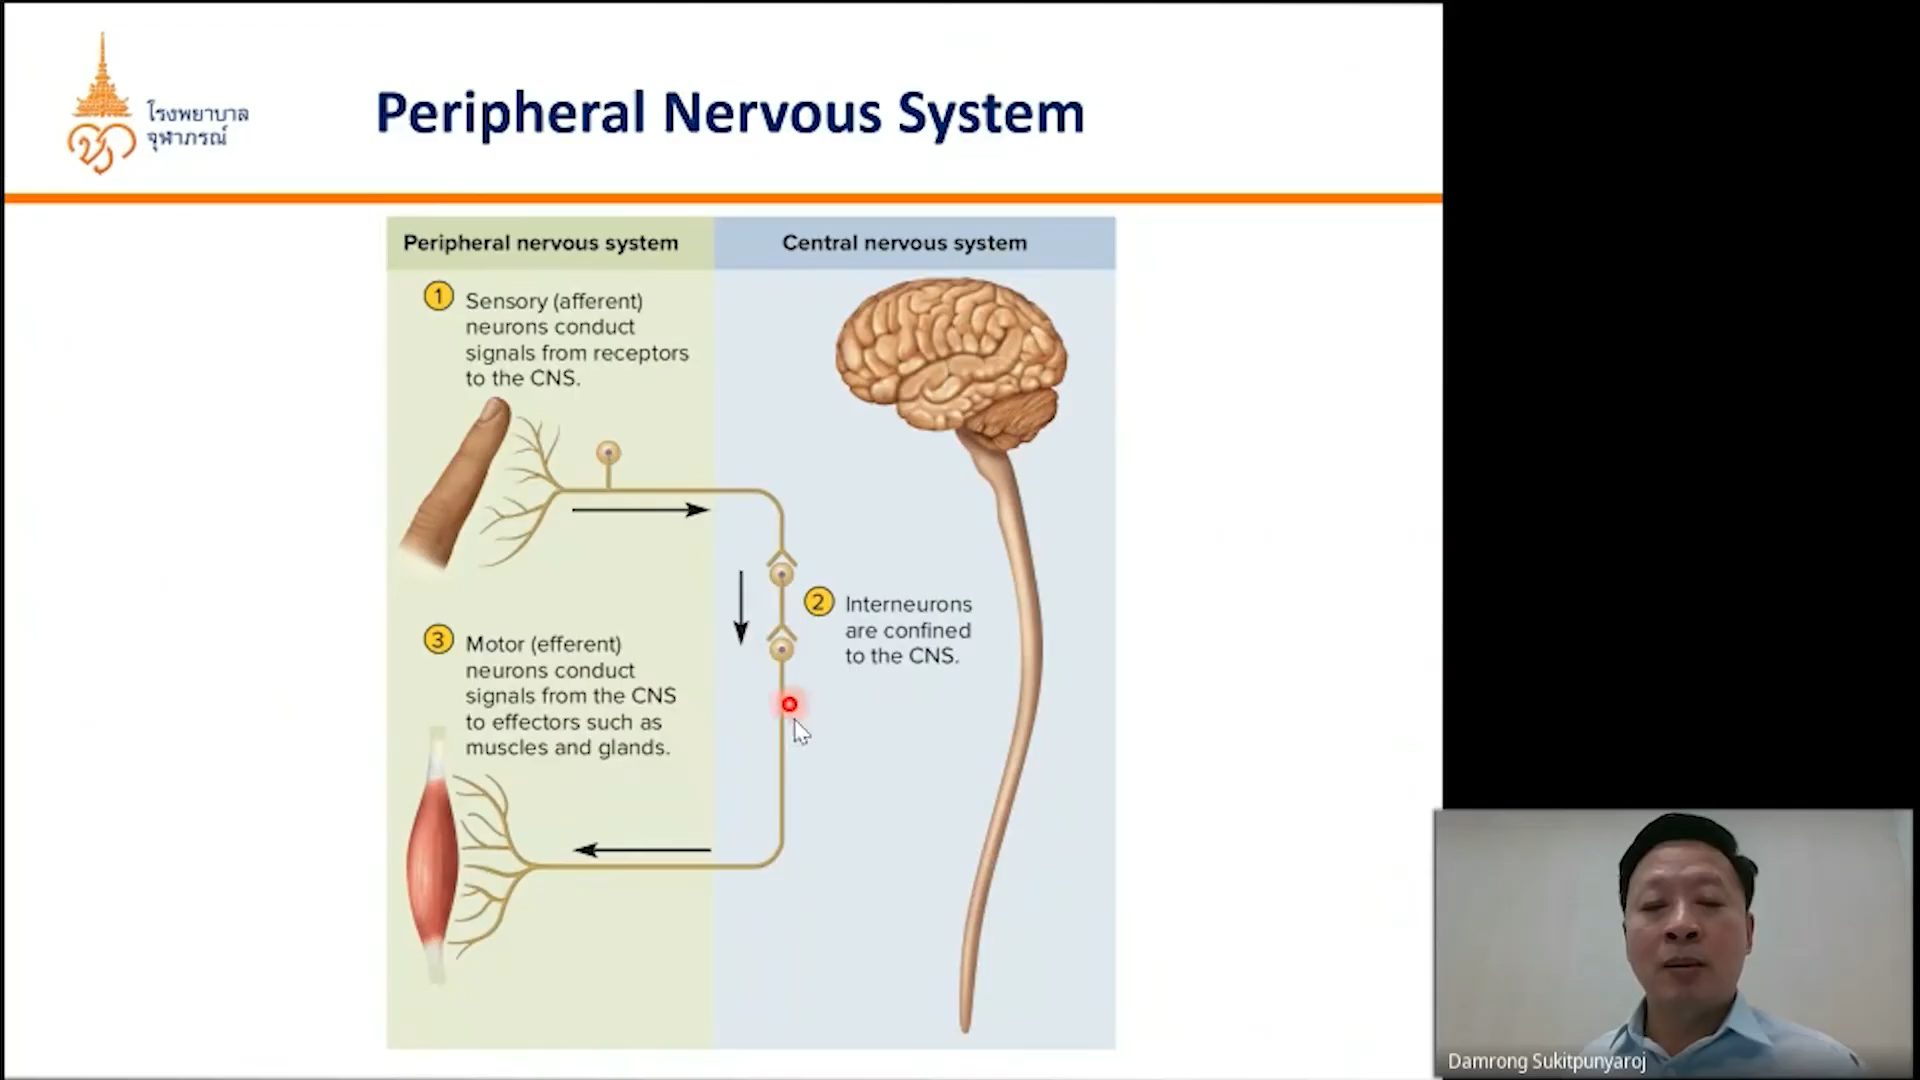 โรงพยาบาล
จุฬาภรณ์
Peripheral Nervous System
Peripheral nervous system
Central nervous system
1
Sensory (afferent)
neurons conduct
signals from receptors
to the CNS.
2
Interneurons
are confined
to the CNS.
3
Motor (efferent)
neurons conduct
signals from the CNS
to effectors such as
muscles and glands.
Damrong Sukitpunyaroj